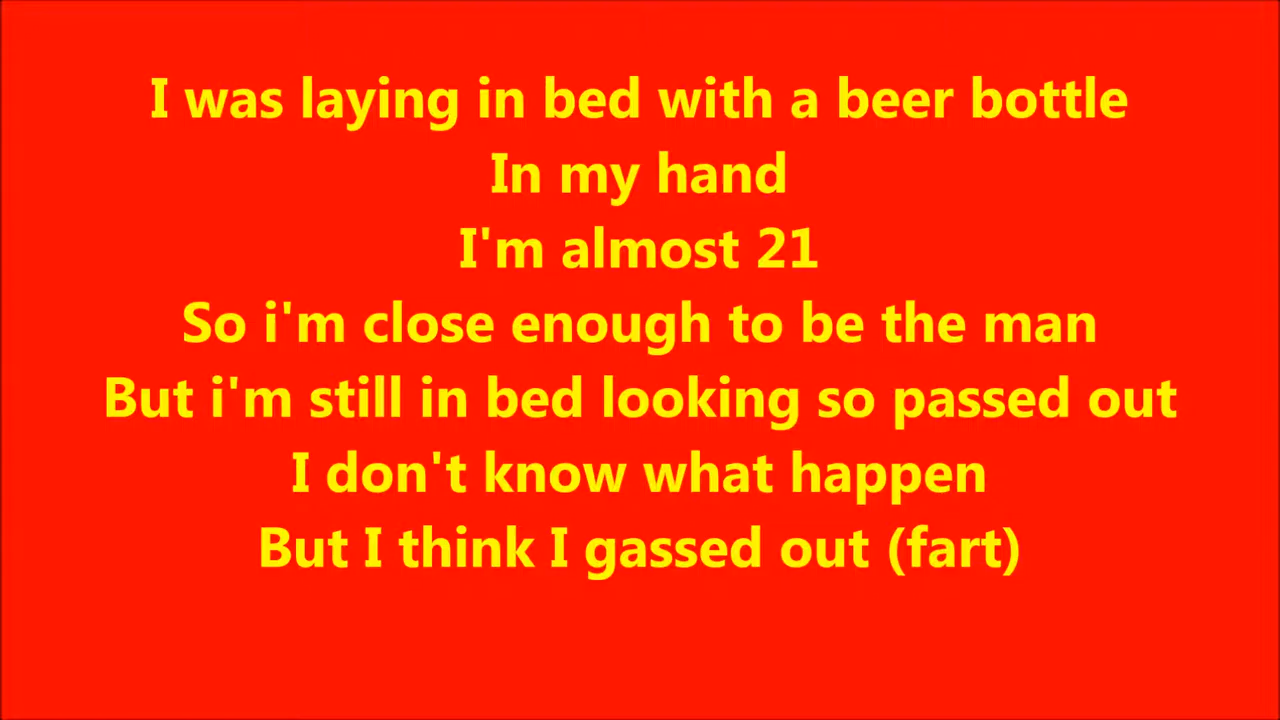 I was laying in bed with a beer bottle
In my hand
I'm almost 21
So i'm close enough to be the man
But i'm still in bed looking so passed out
I don't know what happen
But I think I gassed out (fart)